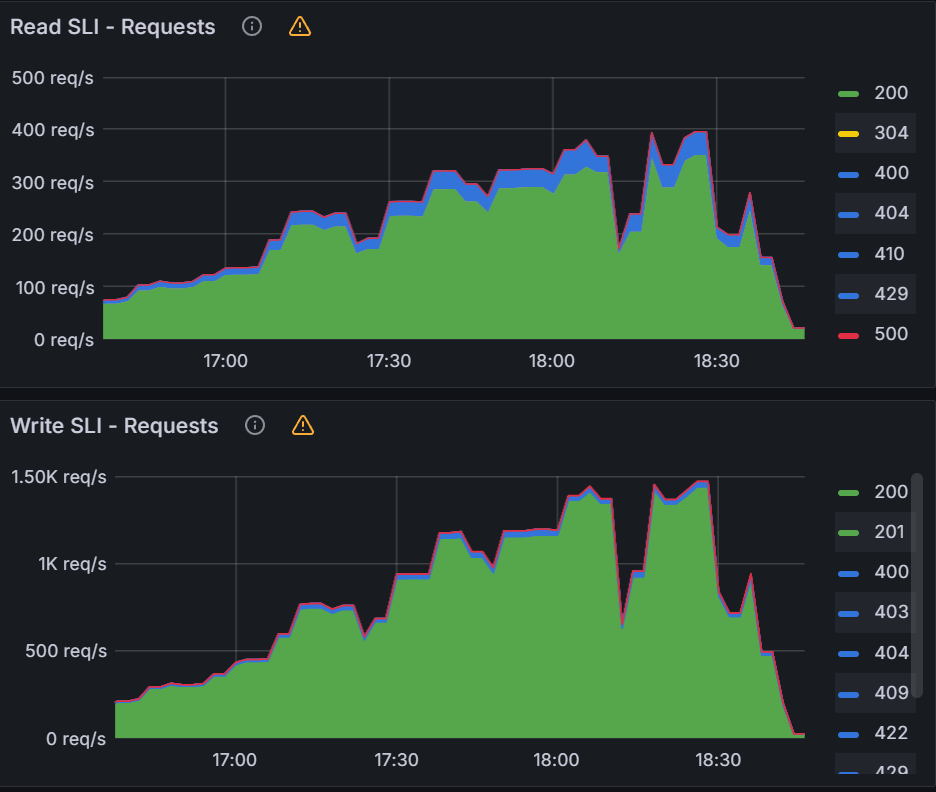 Read SLI - Requests
500 req/s
400 req/s
300 req/s
200 req/s
100 req/s
0 req/s
17:00
17:30
18:00
18:30
200
304
400
404
410
429
500
Write SLI - Requests
1.50K req/s
1K req/s
500 req/s
0 req/s
17:00
17:30
18:00
18:30
200
201
400
403
404
409
422
429